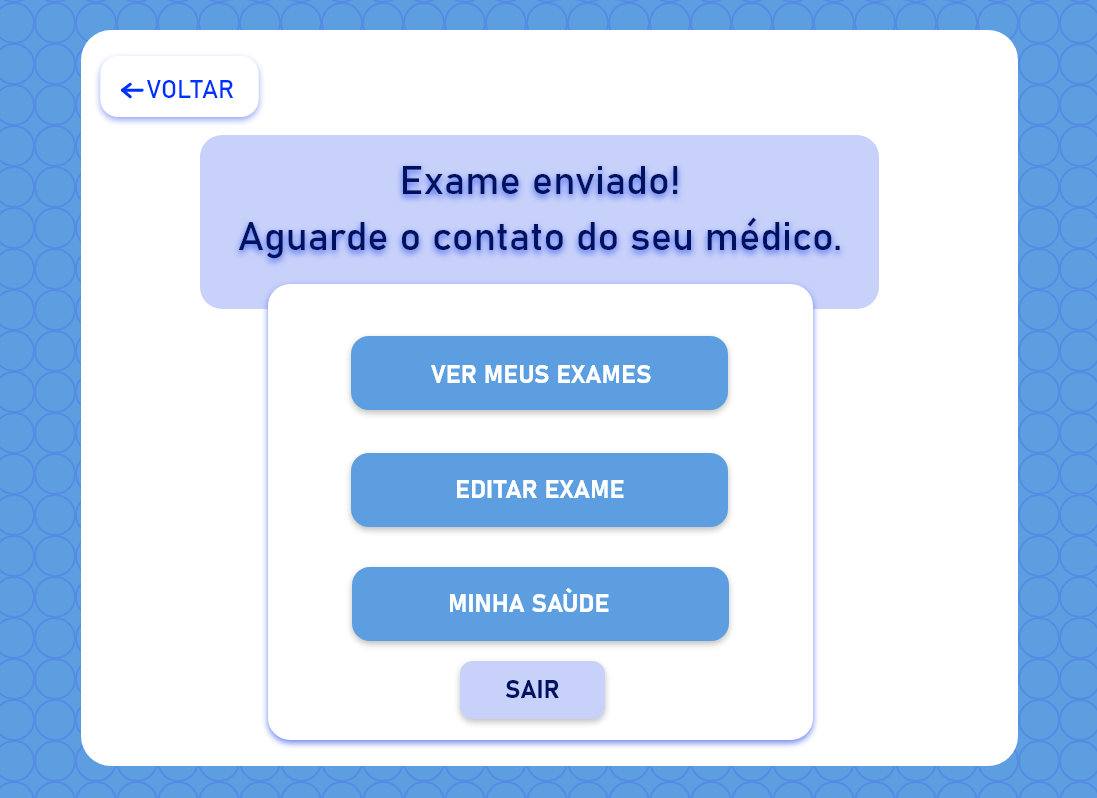 ←VOLTAR
Exame enviado!
Aguarde o contato do seu médico.
VER MEUS EXAMES
EDITAR EXAME
MINHA SAÙDE
SAIR